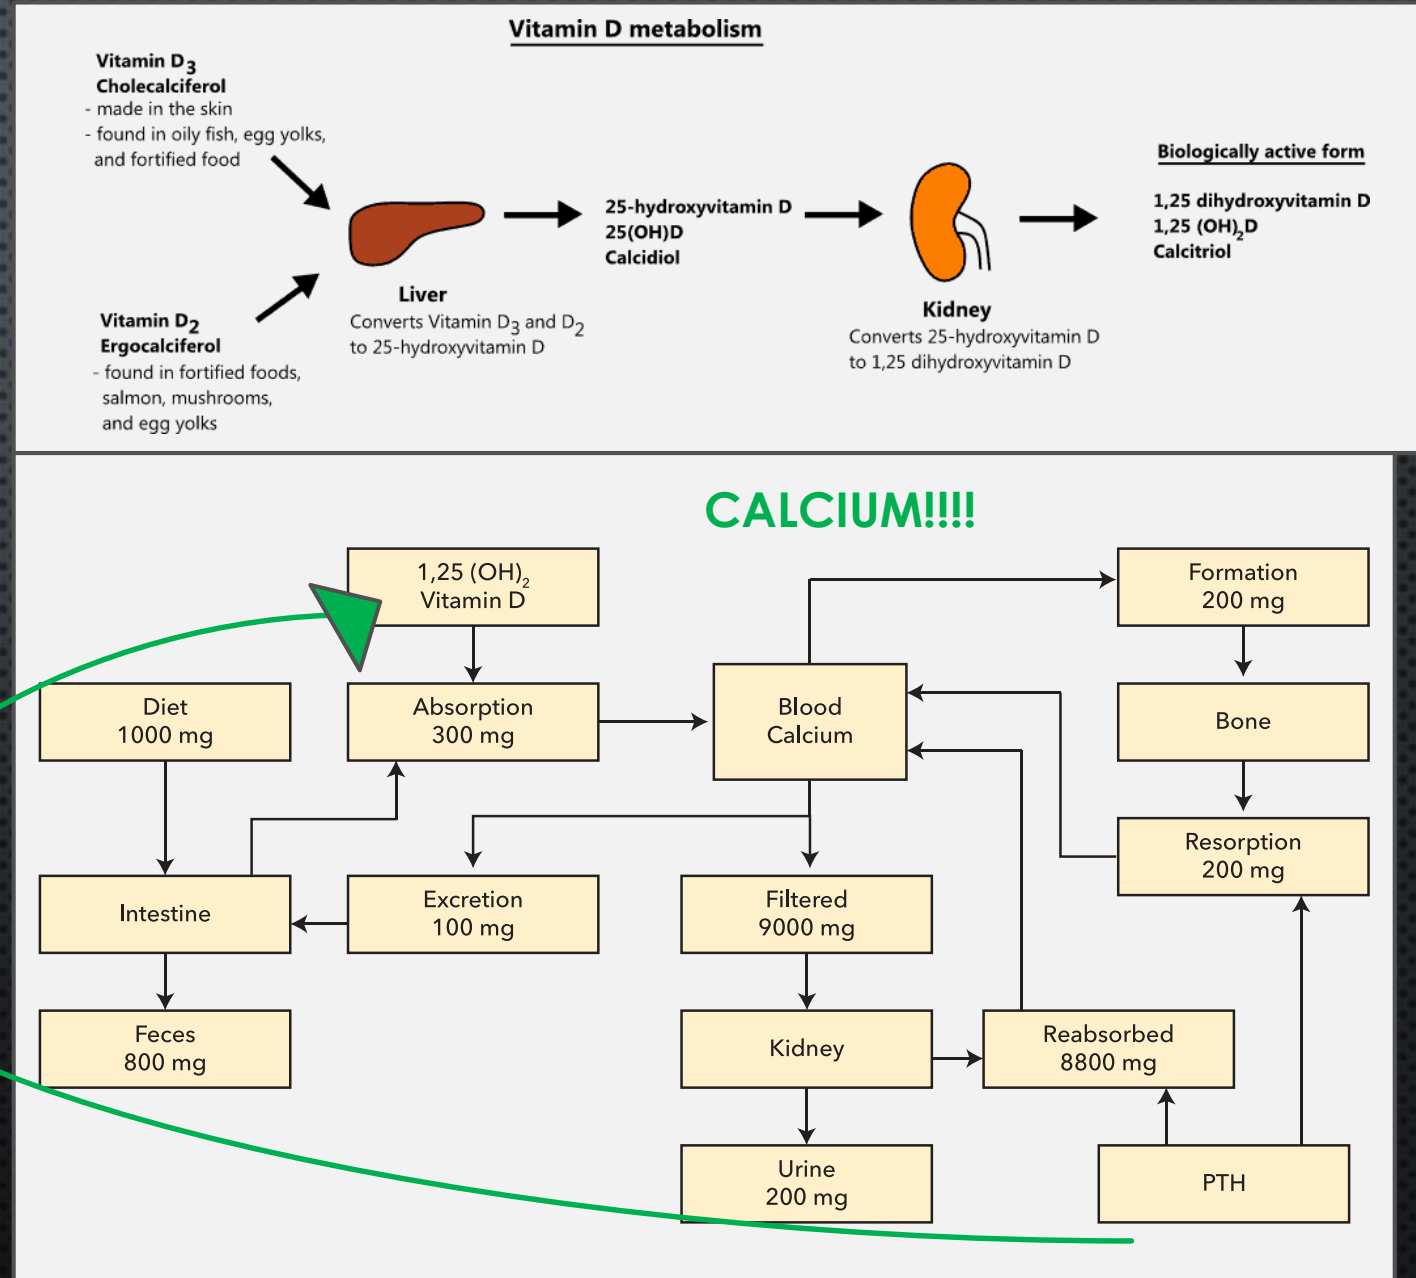 Vitamin D metabolism
Vitamin D3
Cholecalciferol
- made in the skin
- found in oily fish, egg yolks,
and fortified food
Vitamin D2
Ergocalciferol
- found in fortified foods,
salmon, mushrooms,
and egg yolks
Liver
Converts Vitamin D3 and D2
to 25-hydroxyvitamin D
25-hydroxyvitamin D
25(OH)D
Calcidiol
Kidney
Converts 25-hydroxyvitamin D
to 1,25 dihydroxyvitamin D
Biologically active form
1,25 dihydroxyvitamin D
1,25 (OH)2D
Calcitriol
CALCIUM!!!!
1,25 (OH)2
Vitamin D
Formation
200 mg
Diet
1000 mg
Absorption
300 mg
Blood
Calcium
Bone
Resorption
200 mg
Intestine
Excretion
100 mg
Filtered
9000 mg
Feces
800 mg
Kidney
Reabsorbed
8800 mg
Urine
200 mg
PTH